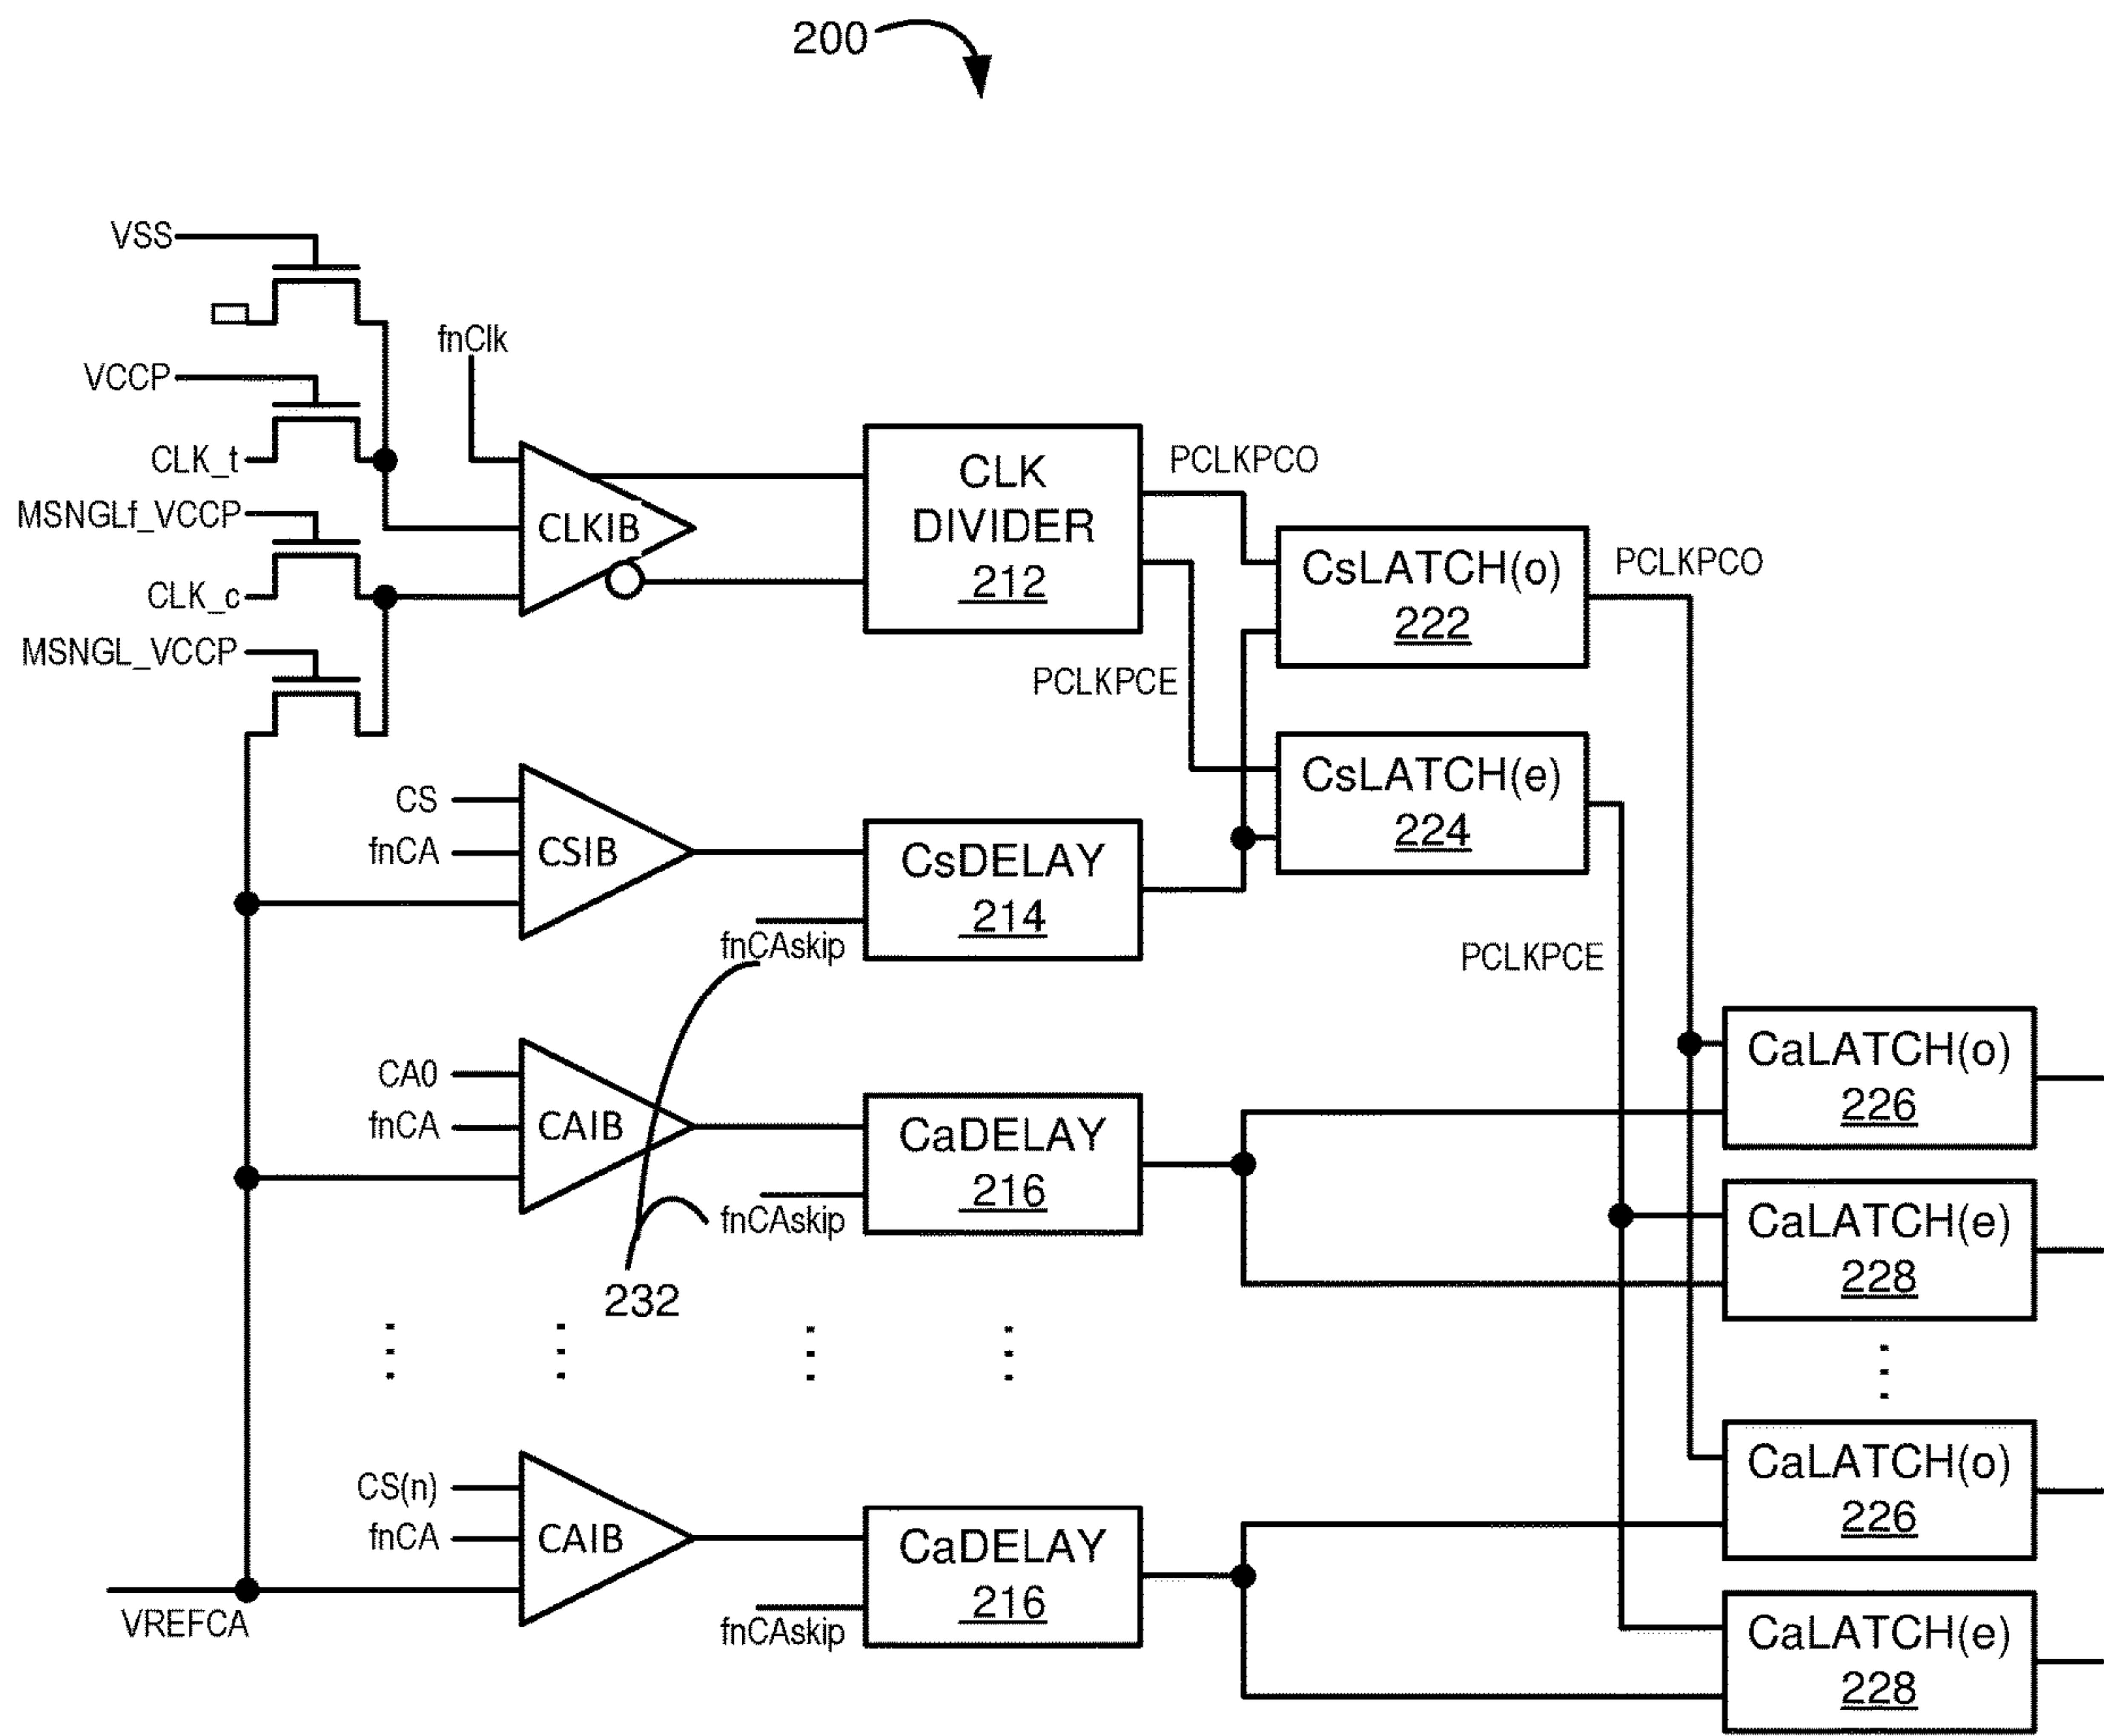 200
VSS
fnClk
VCCP
CLK_t
MSNGLf_VCCP
CLK_c
MSNGL_VCCP
CLKIB
CLK
DIVIDER
212
PCLKPCO
PCLKPCE
CsLATCH(o)
222
PCLKPCO
CsLATCH(e)
224
CS
fnCA
CSIB
CsDELAY
214
fnCAskip
PCLKPCE
CA0
fnCA
CAIB
CaDELAY
216
fnCAskip
232
CaLATCH(o)
226
CaLATCH(e)
228
CS(n)
fnCA
CAIB
VREFCA
CaDELAY
216
fnCAskip
CaLATCH(o)
226
CaLATCH(e)
228